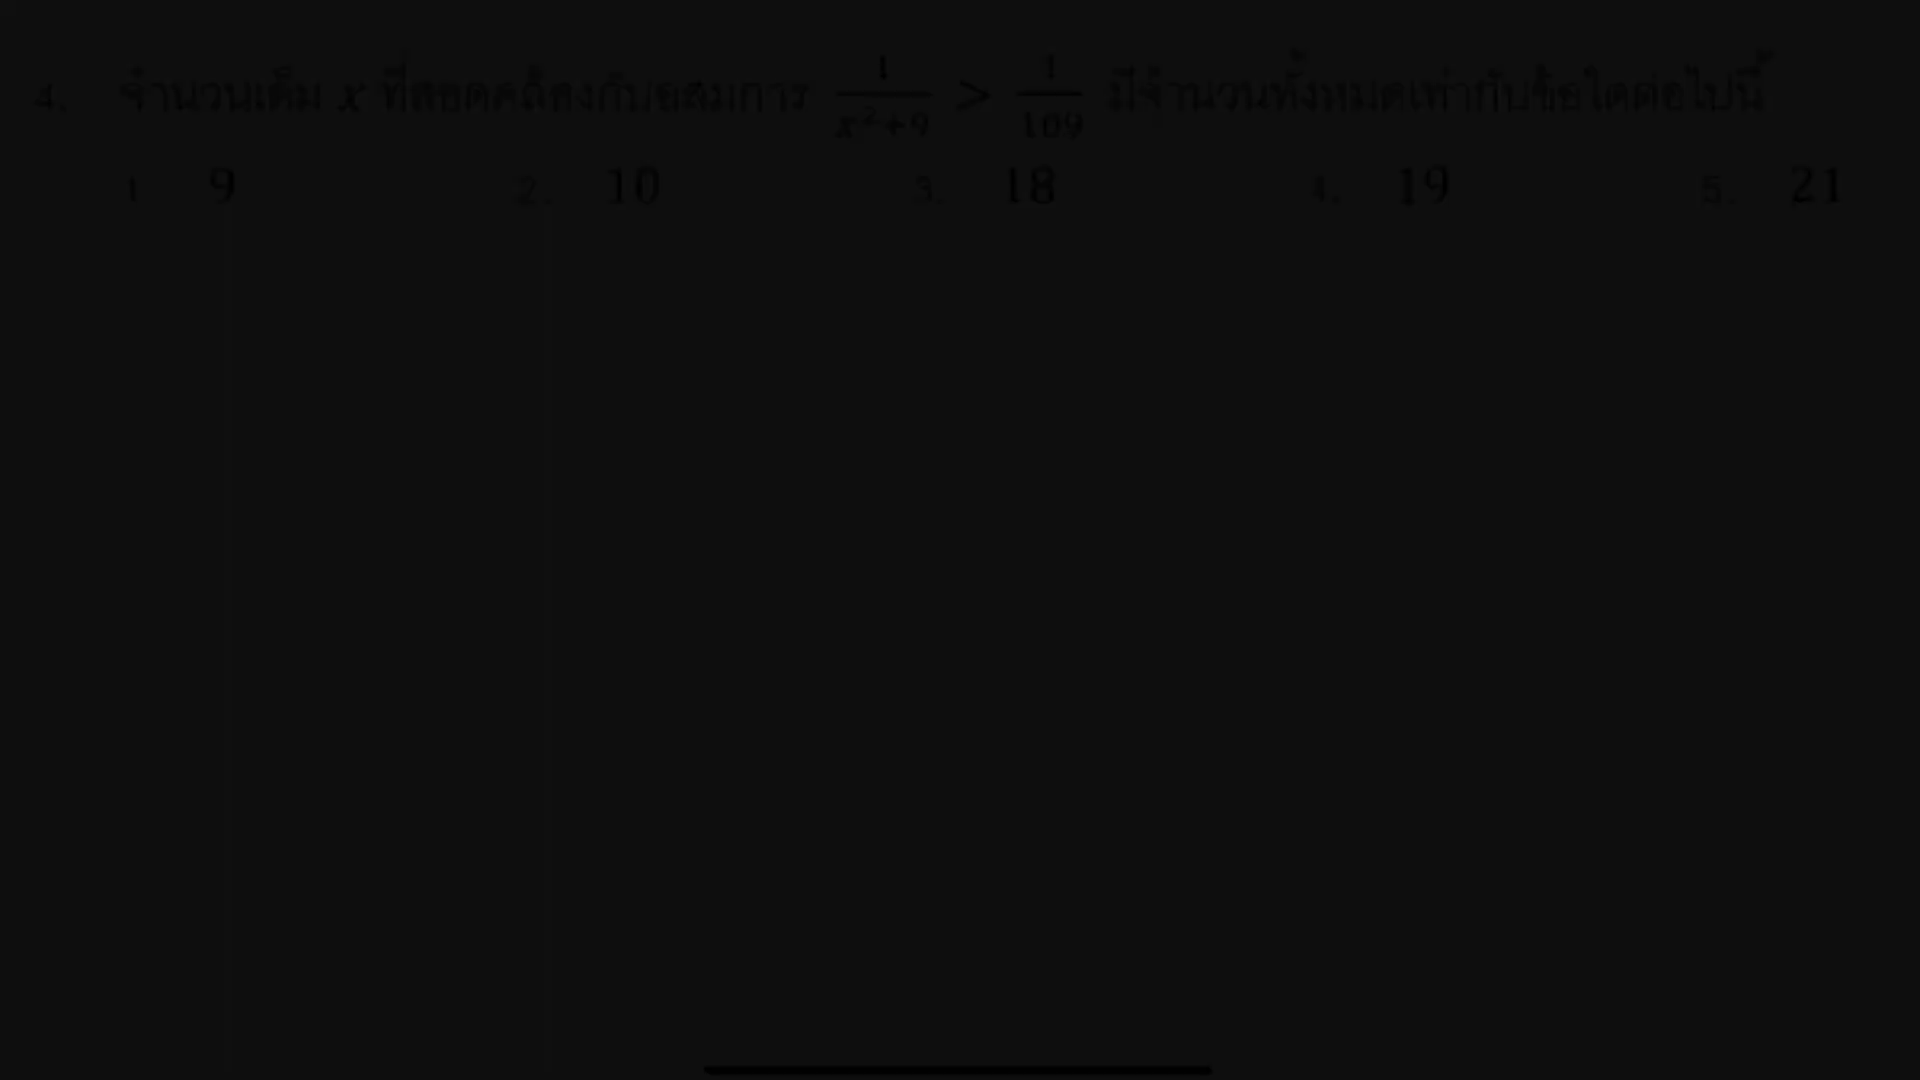 4. จำนวนเต็ม x ที่สอดคล้องกับอสมการ 1/(x²+9) > 1/109 มีจำนวนทั้งหมดเท่ากับข้อใดต่อไปนี้
1 9 2. 10 3. 18 4. 19 5. 21